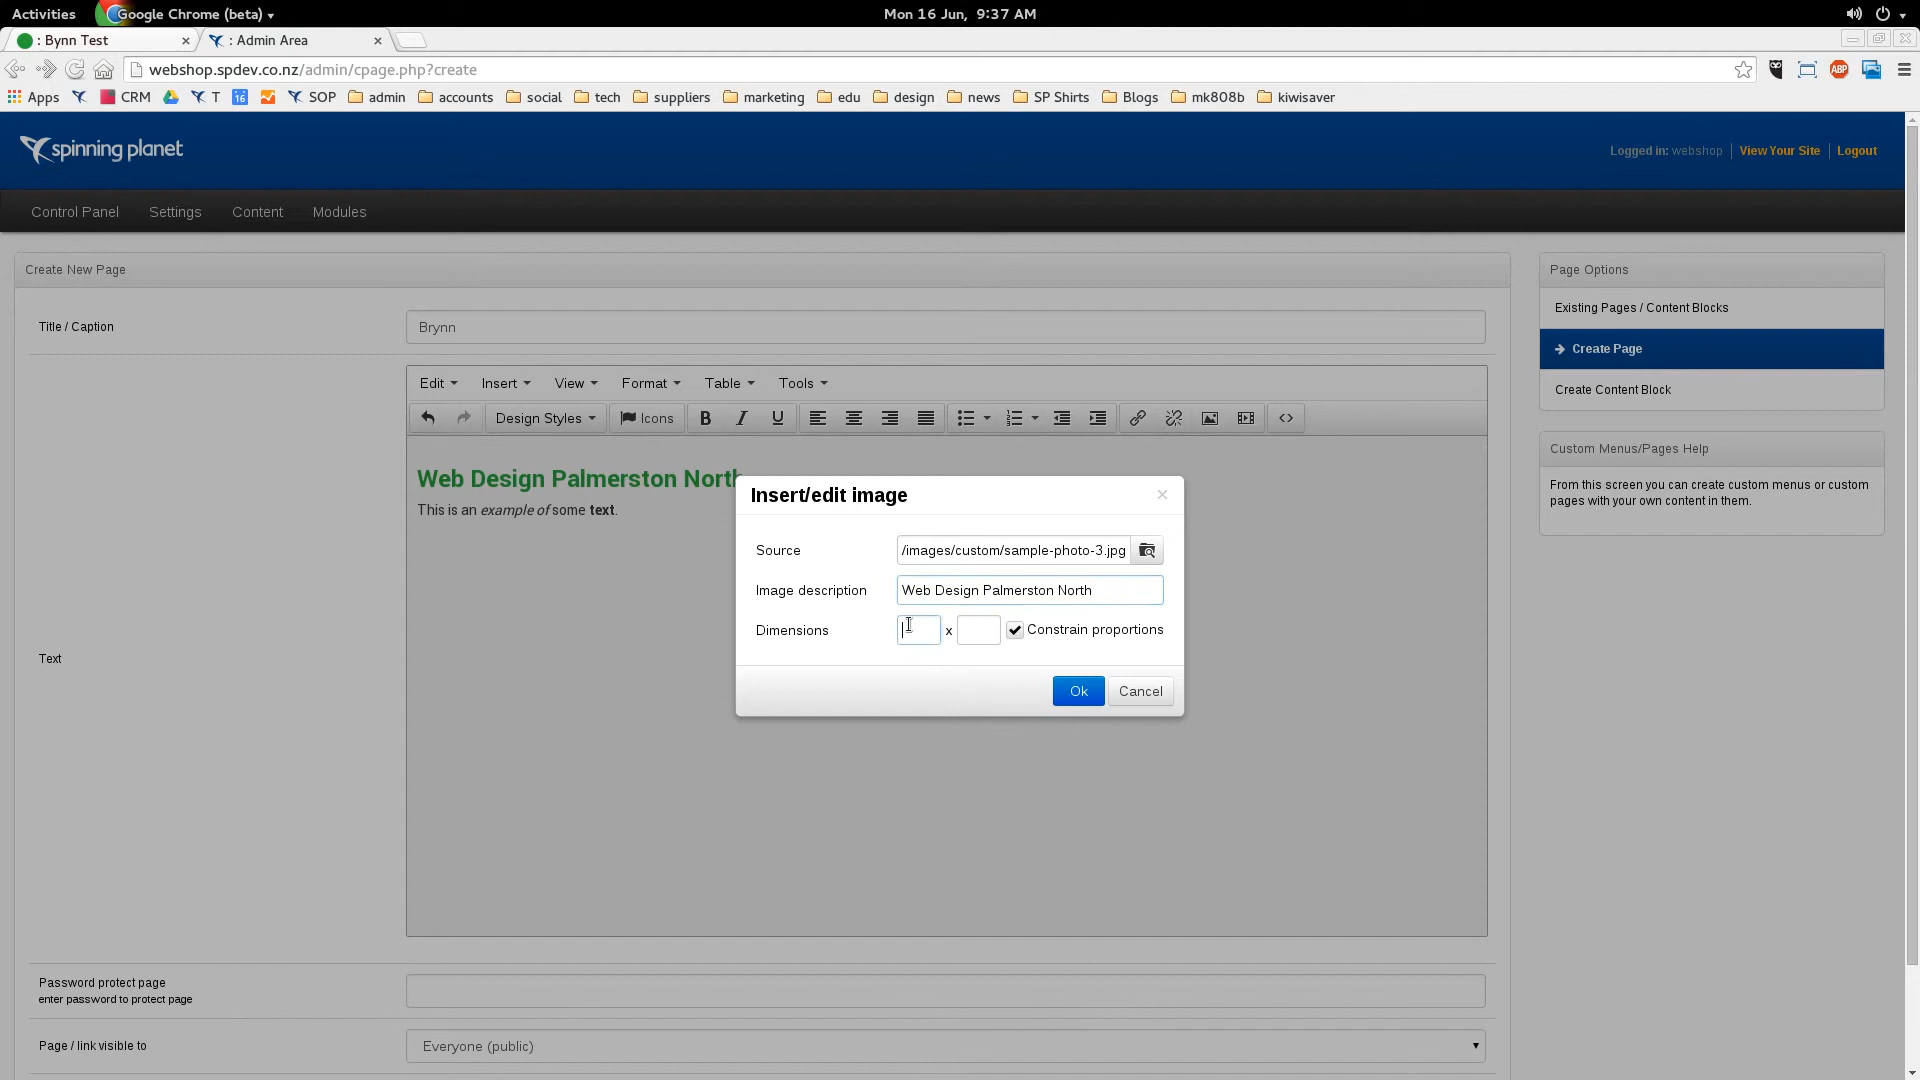 Activities Google Chrome (beta) Mon 16 Jun, 9:37 AM
: Bynn Test : Admin Area
webshop.spdev.co.nz/admin/cpage.php?create
Apps CRM T 16 SOP admin accounts social tech suppliers marketing edu design news SP Shirts Blogs mk808b kiwisaver
ABP
spinning planet
Logged in: webshop View Your Site Logout
Control Panel Settings Content Modules
Create New Page
Title / Caption Brynn
Edit Insert View Format Table Tools
Design Styles Icons B I U
Web Design Palmerston North
This is an example of some text.
Text
Insert/edit image
Source /images/custom/sample-photo-3.jpg
Image description Web Design Palmerston North
Dimensions x Constrain proportions
Ok Cancel
Password protect page
enter password to protect page
Page / link visible to Everyone (public)
Page Options
Existing Pages / Content Blocks
Create Page
Create Content Block
Custom Menus/Pages Help
From this screen you can create custom menus or custom
pages with your own content in them.